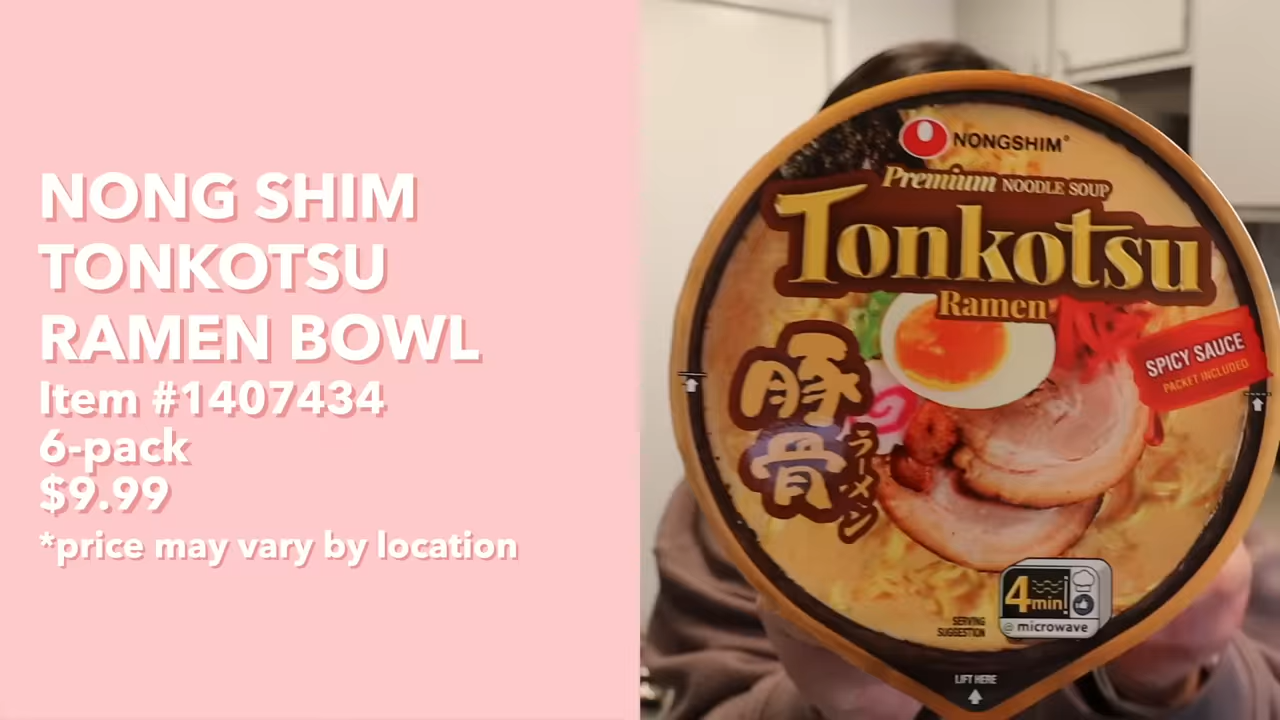 NONG SHIM
TONKOTSU
RAMEN BOWL
Item #1407434
6-pack
$9.99
*price may vary by location
NONGSHIM®
Premium NOODLE SOUP
Tonkotsu
Ramen
SPICY SAUCE
PACKET INCLUDED
豚骨
ラーメン
4min!
@ microwave
SERVING
SUGGESTION
LIFT HERE